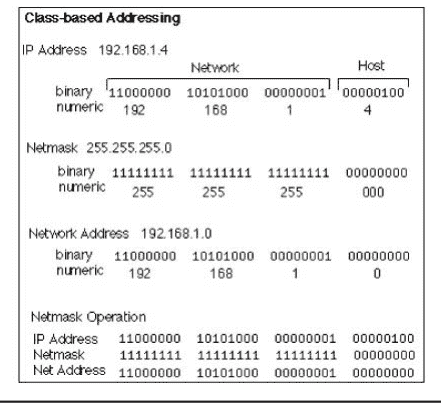 Class-based Addressing
IP Address 192.168.1.4
Network Host
binary 11000000 10101000 00000001 00000100
numeric 192 168 1 4
Netmask 255.255.255.0
binary 11111111 11111111 11111111 00000000
numeric 255 255 255 000
Network Address 192.168.1.0
binary 11000000 10101000 00000001 00000000
numeric 192 168 1 0
Netmask Operation
IP Address 11000000 10101000 00000001 00000100
Netmask 11111111 11111111 11111111 00000000
Net Address 11000000 10101000 00000001 00000000